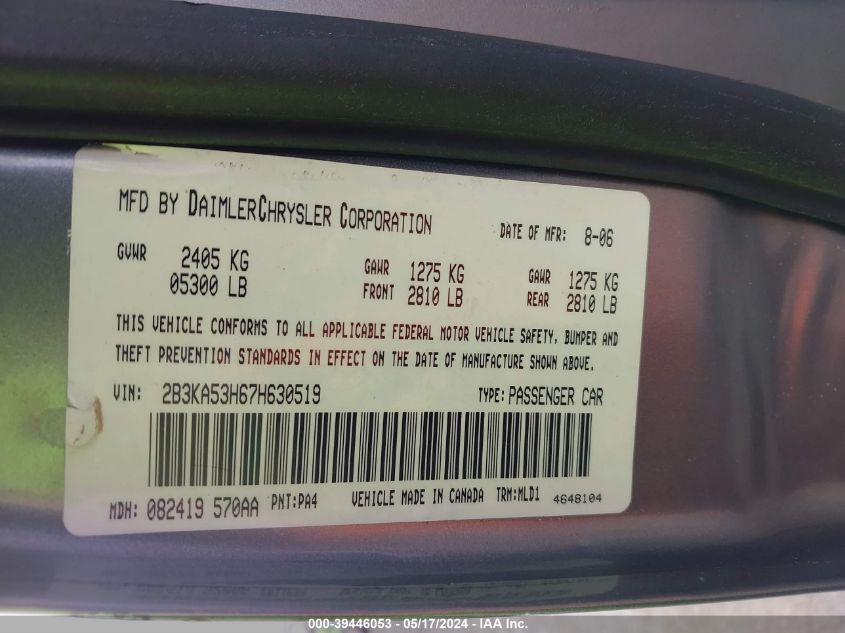 MFD BY DAIMLERCHRYSLER CORPORATION DATE OF MFR: 8-06
GVWR 2405 KG GAWR 1275 KG GAWR 1275 KG
05300 LB FRONT 2810 LB REAR 2810 LB
THIS VEHICLE CONFORMS TO ALL APPLICABLE FEDERAL MOTOR VEHICLE SAFETY, BUMPER AND
THEFT PREVENTION STANDARDS IN EFFECT ON THE DATE OF MANUFACTURE SHOWN ABOVE.
VIN: 2B3KA53H67H630519 TYPE: PASSENGER CAR
MDH: 082419 570AA PNT:PA4 VEHICLE MADE IN CANADA TRM:MLD1 4648104
000-39446053 - 05/17/2024 - IAA Inc.